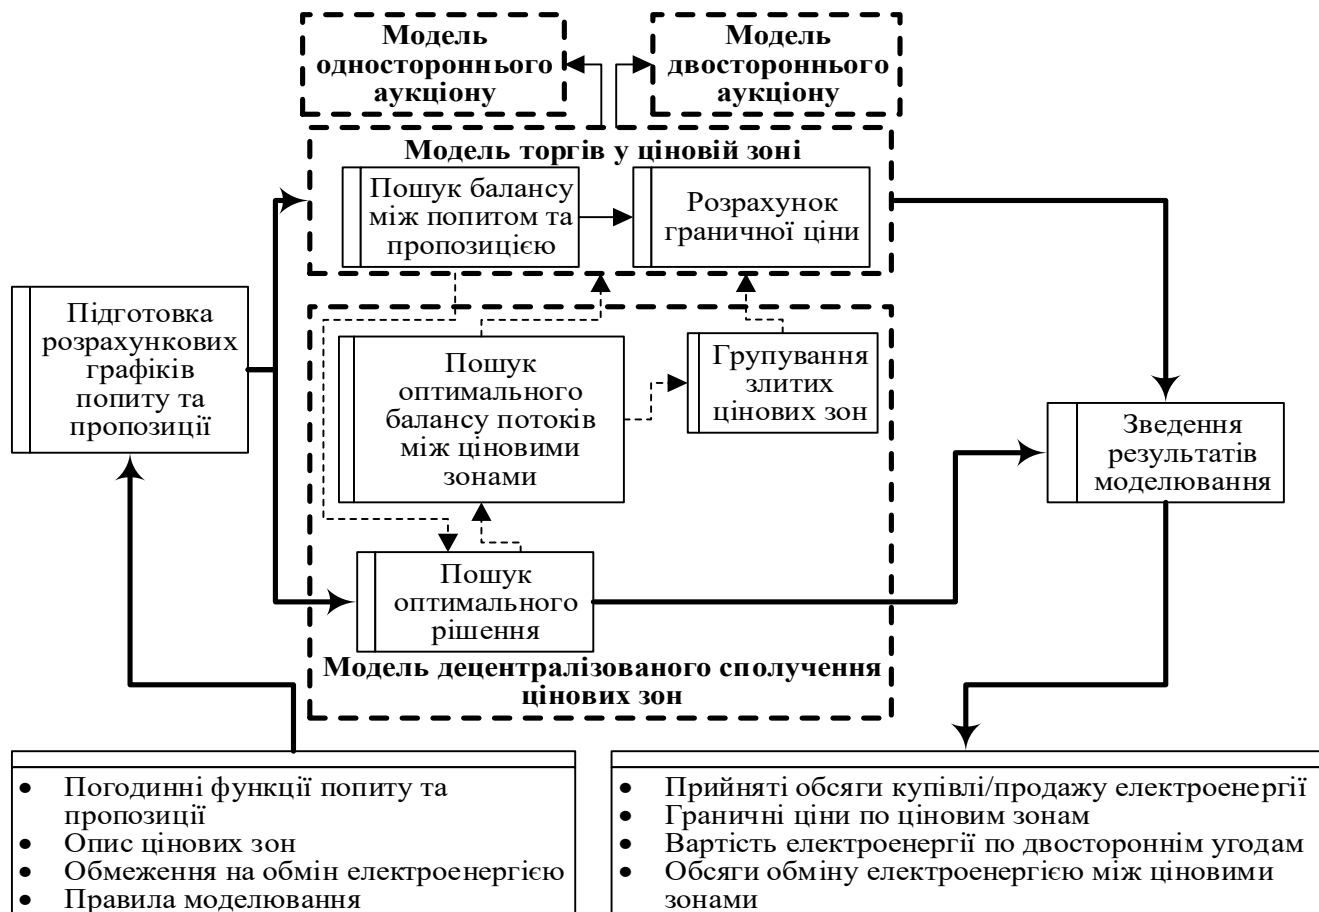 Модель
одностороннього
аукціону
Модель
двостороннього
аукціону
Модель торгів у ціновій зоні
Пошук балансу
між попитом та
пропозицією
Розрахунок
граничної ціни
Підготовка
розрахункових
графіків
попиту та
пропозиції
Пошук
оптимального
балансу потоків
між ціновими
зонами
Групування
злитих
цінових зон
Зведення
результатів
моделювання
Пошук
оптимального
рішення
Модель децентралізованого сполучення
цінових зон
• Погодинні функції попиту та
пропозиції
• Опис цінових зон
• Обмеження на обмін електроенергією
• Правила моделювання
• Прийняті обсяги купівлі/продажу електроенергії
• Граничні ціни по ціновим зонам
• Вартість електроенергії по двостороннім угодам
• Обсяги обміну електроенергією між ціновими
зонами